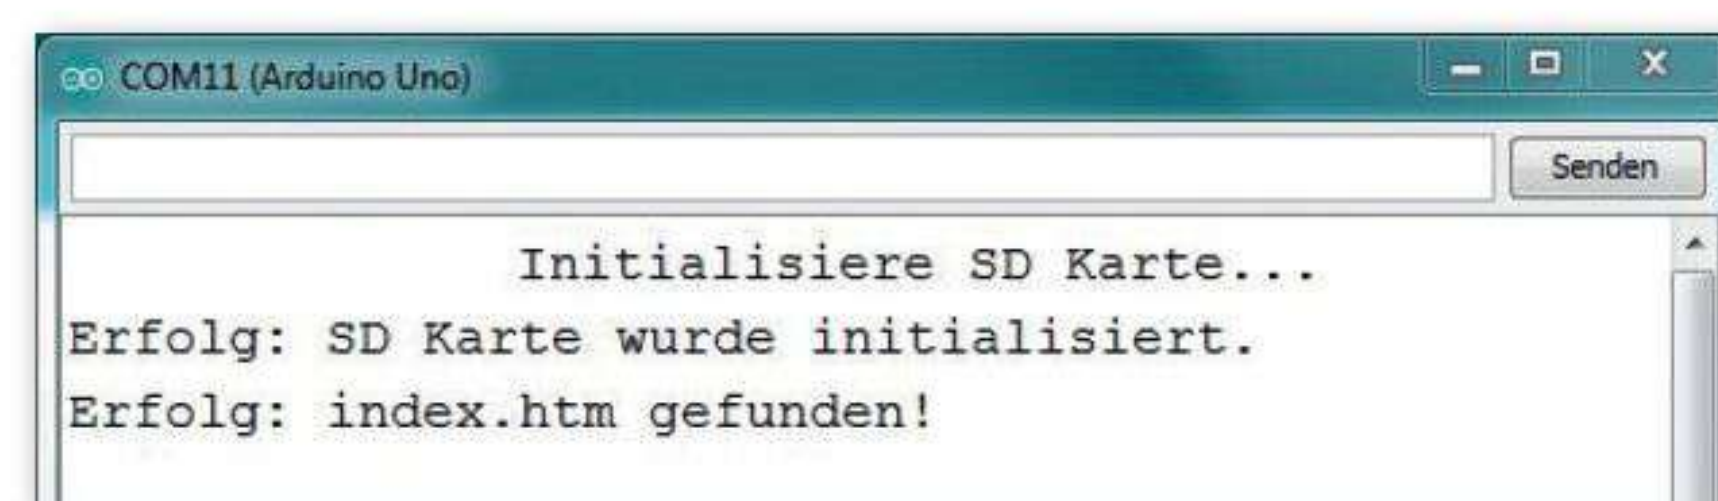 COM11 (Arduino Uno)
Senden
Initialisiere SD Karte...
Erfolg: SD Karte wurde initialisiert.
Erfolg: index.htm gefunden!